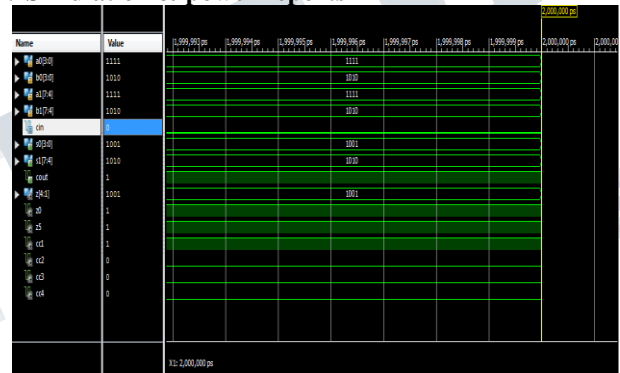 2,000,000 ps
Name Value 1,999,993 ps 1,999,994 ps 1,999,995 ps 1,999,996 ps 1,999,997 ps 1,999,998 ps 1,999,999 ps 2,000,000 ps 2,000,00
a0[3:0] 1111 1111
b0[3:0] 1010 1010
a1[7:4] 1111 1111
b1[7:4] 1010 1010
cin 0
s0[3:0] 1001 1001
s1[7:4] 1010 1010
cout 1
z[4:1] 1001 1001
z0 1
z5 1
cc1 1
cc2 0
cc3 0
cc4 0
X1: 2,000,000 ps